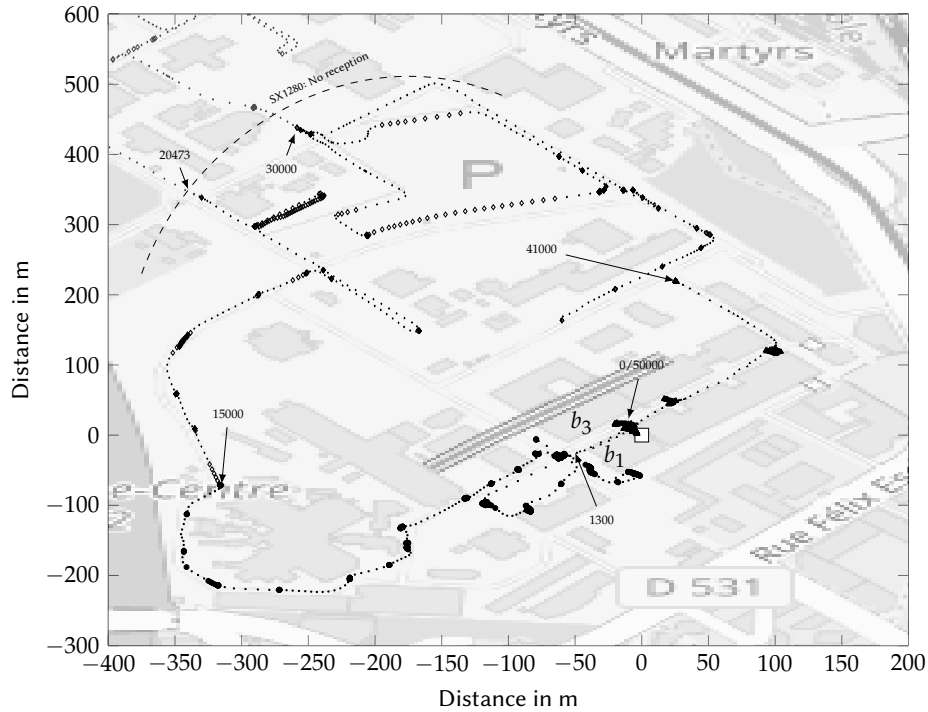 600
500
400
300
200
100
0
−100
−200
−300
−400
−350
−300
−250
−200
−150
−100
−50
0
50
100
150
200
Distance in m
Distance in m
Martyrs
SX1280: No reception
20473
30000
P
41000
0/50000
b3
b1
15000
e-Centre
1300
Rue Félix Es
D 531